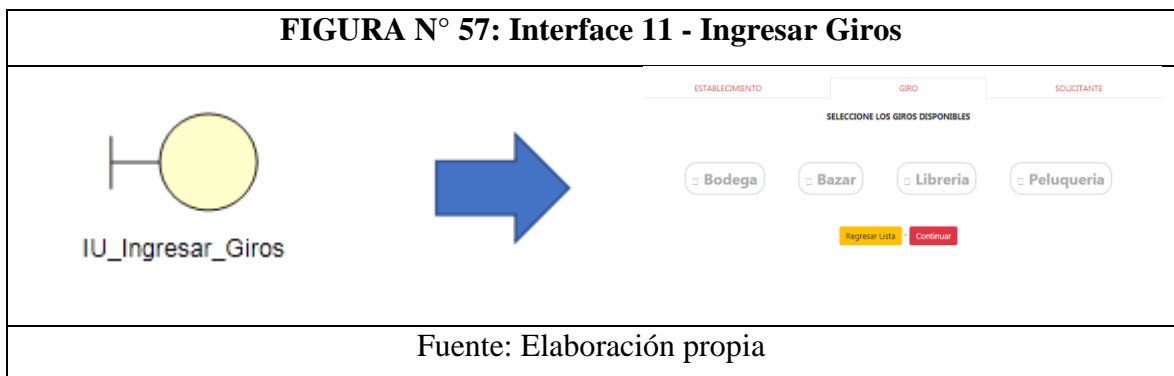 FIGURA N° 57: Interface 11 - Ingresar Giros
IU_Ingresar_Giros
ESTABLECIMIENTO GIRO SOLICITANTE
SELECCIONE LOS GIROS DISPONIBLES
Bodega Bazar Libreria Peluqueria
Regresar Lista - Continuar
Fuente: Elaboración propia